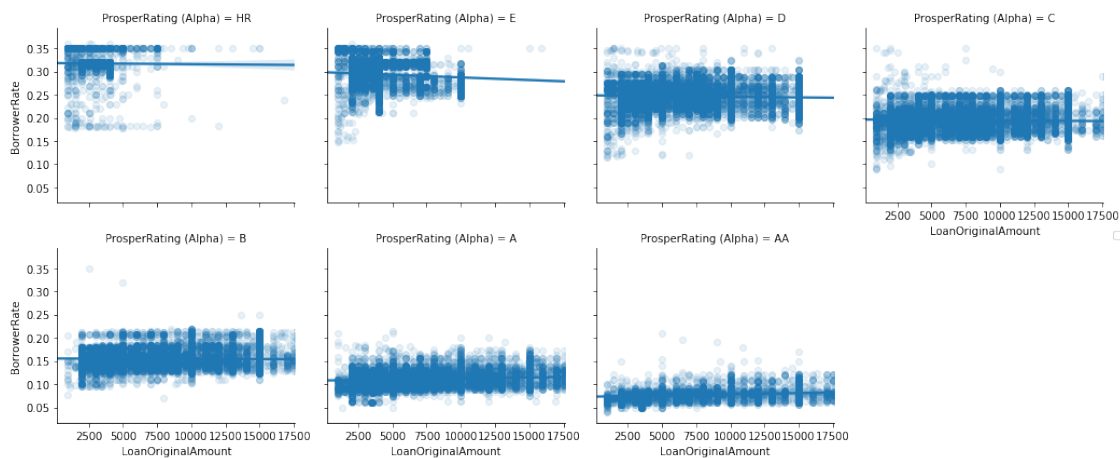 ProsperRating (Alpha) = HR
ProsperRating (Alpha) = E
ProsperRating (Alpha) = D
ProsperRating (Alpha) = C
BorrowerRate
0.35
0.30
0.25
0.20
0.15
0.10
0.05
2500 5000 7500 10000 12500 15000 17500
LoanOriginalAmount
ProsperRating (Alpha) = B
ProsperRating (Alpha) = A
ProsperRating (Alpha) = AA
BorrowerRate
0.35
0.30
0.25
0.20
0.15
0.10
0.05
2500 5000 7500 10000 12500 15000 17500
LoanOriginalAmount
2500 5000 7500 10000 12500 15000 17500
LoanOriginalAmount
2500 5000 7500 10000 12500 15000 17500
LoanOriginalAmount